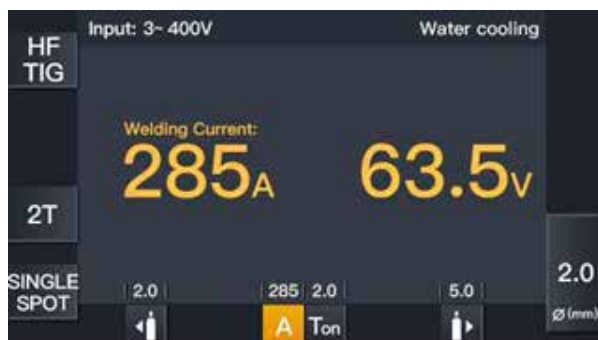 Input: 3~ 400V
Water cooling
HF
TIG
Welding Current:
285A
63.5V
2T
SINGLE
SPOT
2.0
285
2.0
5.0
A
Ton
2.0
Ø (mm)